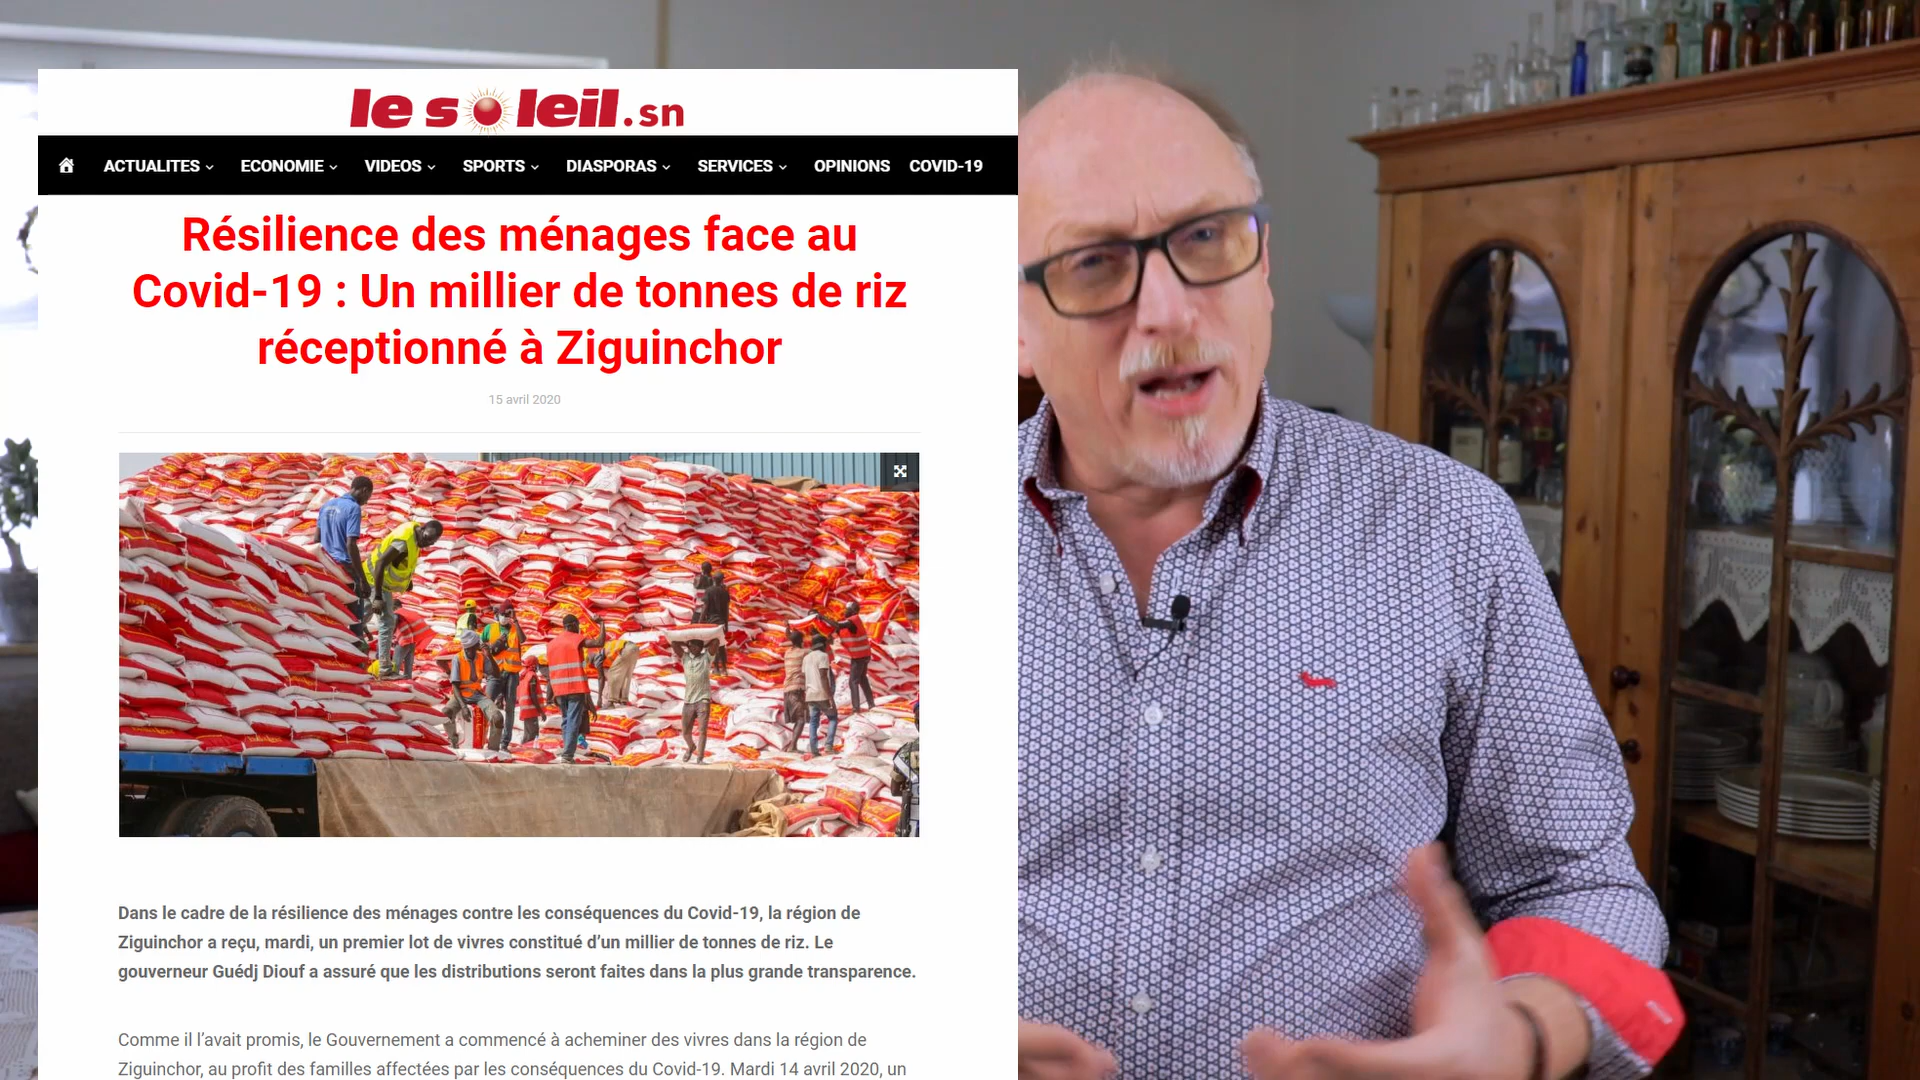 le soleil.sn
ACTUALITES ECONOMIE VIDEOS SPORTS DIASPORAS SERVICES OPINIONS COVID-19
Résilience des ménages face au
Covid-19 : Un millier de tonnes de riz
réceptionné à Ziguinchor
15 avril 2020
Dans le cadre de la résilience des ménages contre les conséquences du Covid-19, la région de
Ziguinchor a reçu, mardi, un premier lot de vivres constitué d’un millier de tonnes de riz. Le
gouverneur Guédj Diouf a assuré que les distributions seront faites dans la plus grande transparence.
Comme il l’avait promis, le Gouvernement a commencé à acheminer des vivres dans la région de
Ziguinchor, au profit des familles affectées par les conséquences du Covid-19. Mardi 14 avril 2020, un